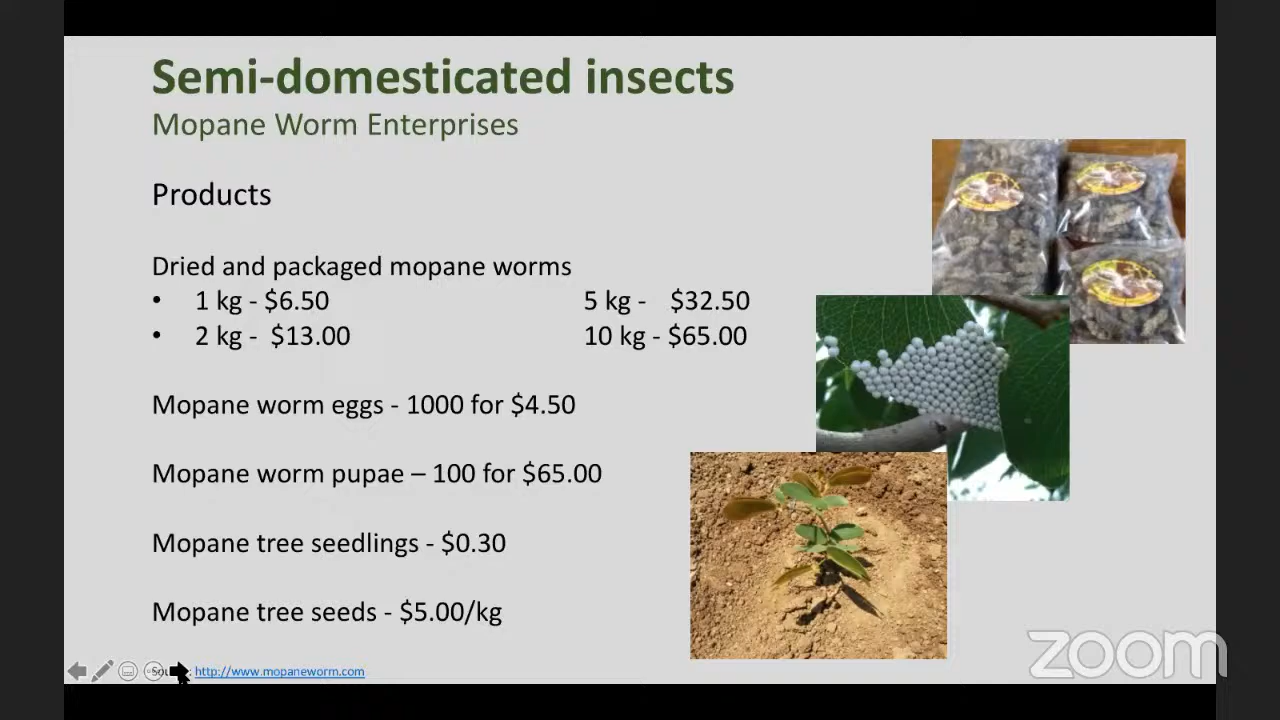 Semi-domesticated insects
Mopane Worm Enterprises
Products
Dried and packaged mopane worms
• 1 kg - $6.50 5 kg - $32.50
• 2 kg - $13.00 10 kg - $65.00
Mopane worm eggs - 1000 for $4.50
Mopane worm pupae – 100 for $65.00
Mopane tree seedlings - $0.30
Mopane tree seeds - $5.00/kg
http://www.mopaneworm.com
zoom